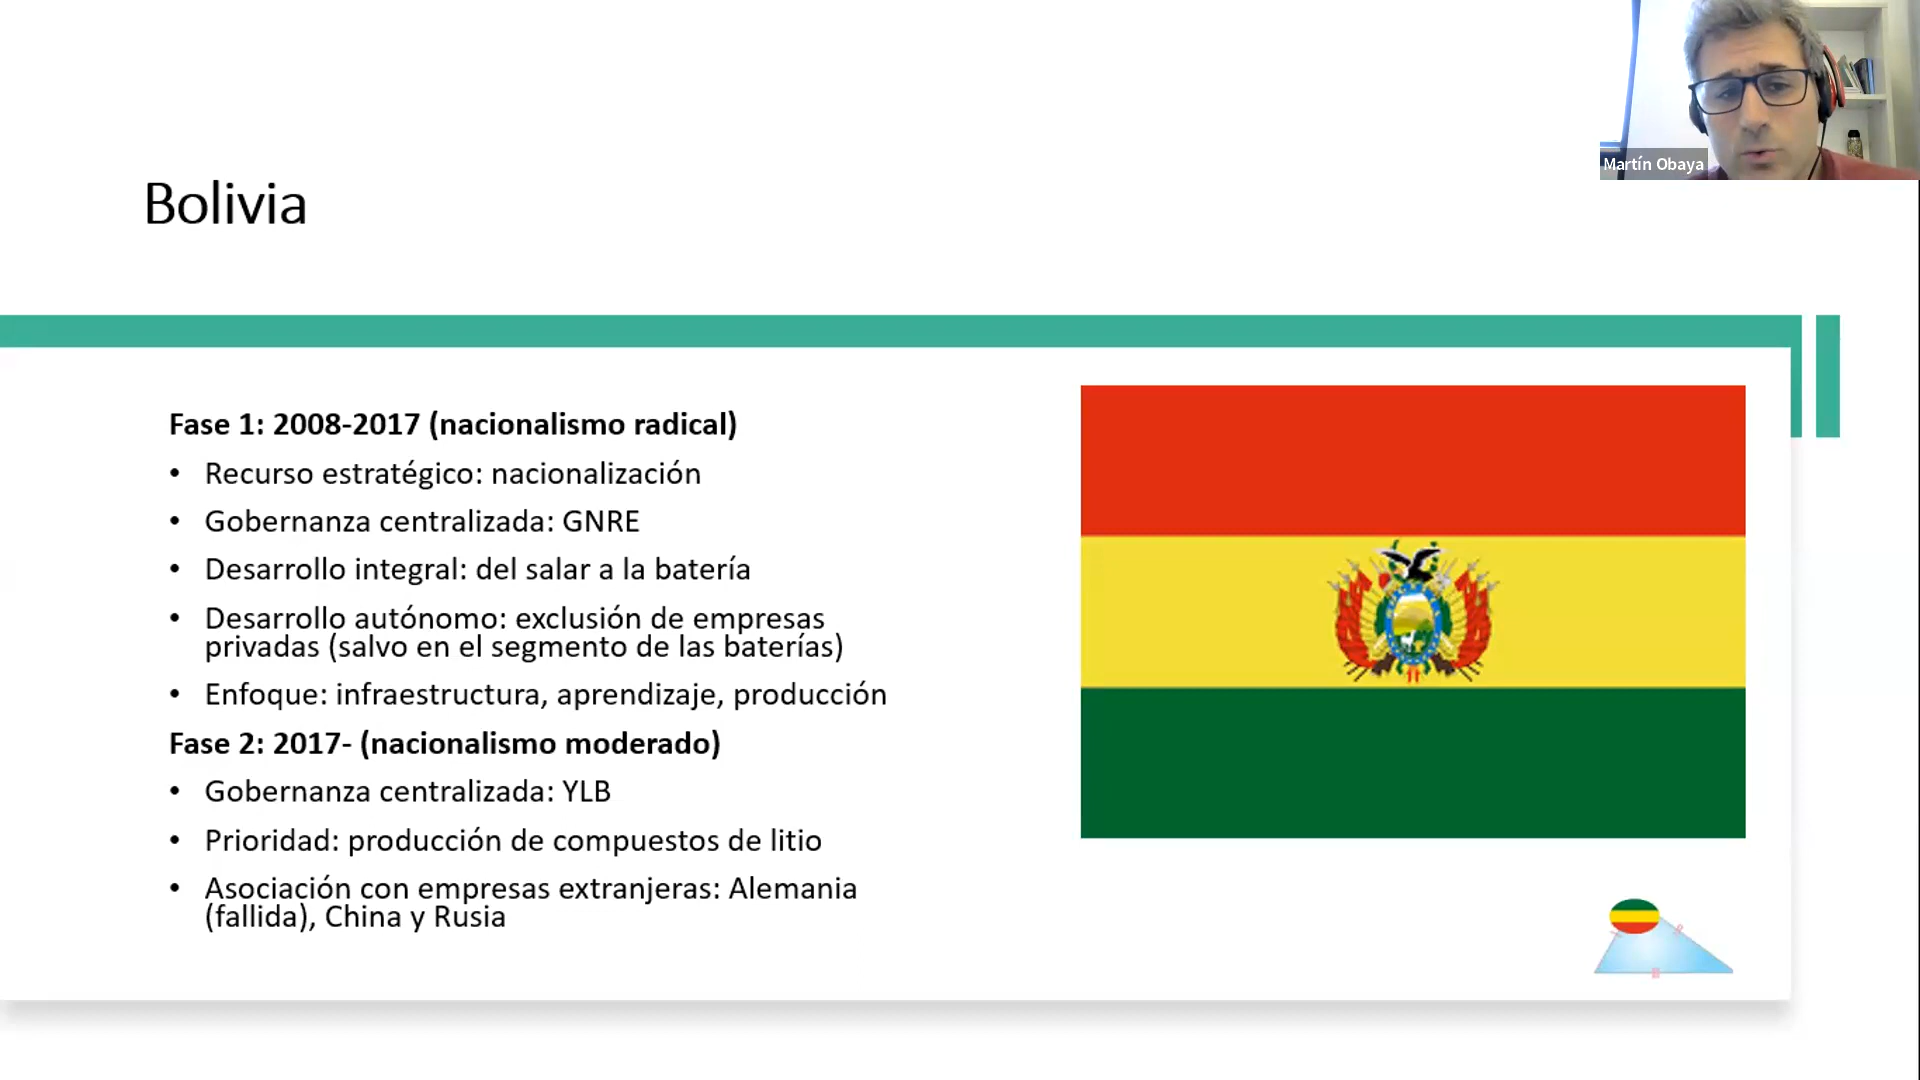 Martín Obaya
Bolivia
Fase 1: 2008-2017 (nacionalismo radical)
• Recurso estratégico: nacionalización
• Gobernanza centralizada: GNRE
• Desarrollo integral: del salar a la batería
• Desarrollo autónomo: exclusión de empresas
privadas (salvo en el segmento de las baterías)
• Enfoque: infraestructura, aprendizaje, producción
Fase 2: 2017- (nacionalismo moderado)
• Gobernanza centralizada: YLB
• Prioridad: producción de compuestos de litio
• Asociación con empresas extranjeras: Alemania
(fallida), China y Rusia